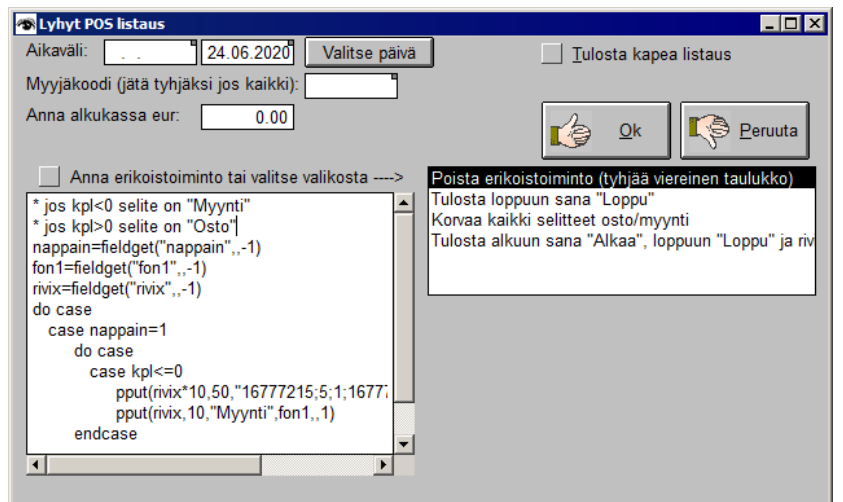 Lyhyt POS listaus
Aikaväli: . . 24.06.2020 Valitse päivä
Tulosta kapea listaus
Myyjäkoodi (jätä tyhjäksi jos kaikki):
Anna alkukassa eur: 0.00
Ok
Peruuta
Anna erikoistoiminto tai valitse valikosta ---->
* jos kpl<0 selite on "Myynti"
* jos kpl>0 selite on "Osto"
nappain=fieldget("nappain",,-1)
fon1=fieldget("fon1",,-1)
rivix=fieldget("rivix",,-1)
do case
case nappain=1
do case
case kpl<=0
pput(rivix*10,50,"16777215;5;1;1677
pput(rivix,10,"Myynti",fon1,,1)
endcase
Poista erikoistoiminto (tyhjää viereinen taulukko)
Tulosta loppuun sana "Loppu"
Korvaa kaikki selitteet osto/myynti
Tulosta alkuun sana "Alkaa", loppuun "Loppu" ja riv